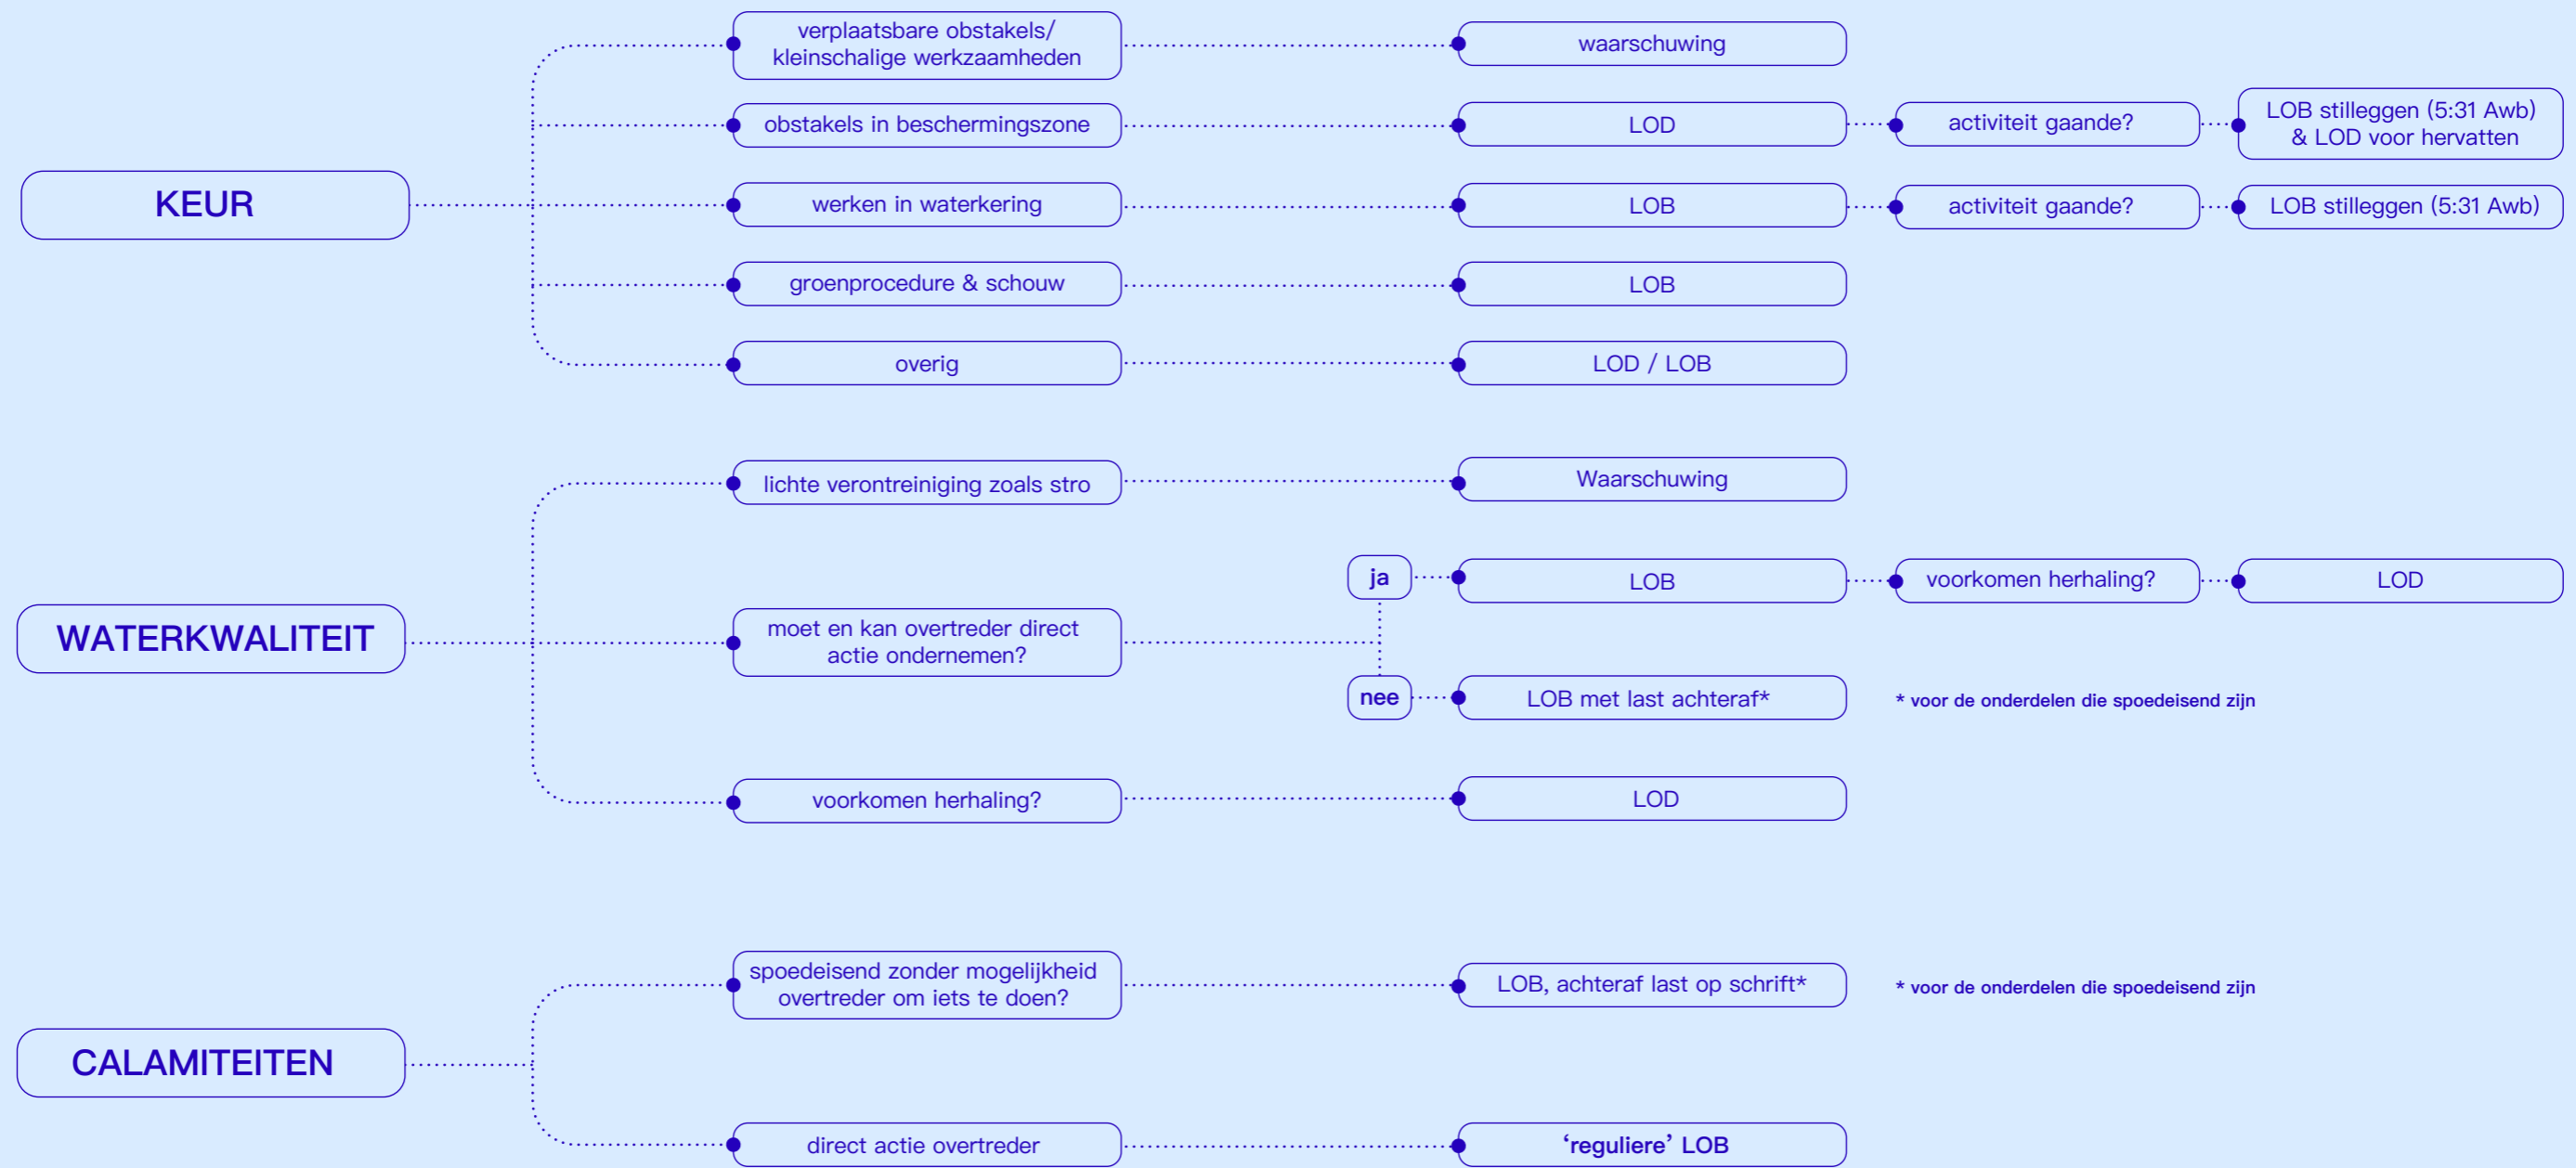 KEUR
verplaatsbare obstakels/
kleinschalige werkzaamheden
waarschuwing
obstakels in beschermingszone
LOD
activiteit gaande?
LOB stilleggen (5:31 Awb)
& LOD voor hervatten
werken in waterkering
LOB
activiteit gaande?
LOB stilleggen (5:31 Awb)
groenprocedure & schouw
LOB
overig
LOD / LOB
WATERKWALITEIT
lichte verontreiniging zoals stro
Waarschuwing
moet en kan overtreder direct
actie ondernemen?
ja
LOB
voorkomen herhaling?
LOD
nee
LOB met last achteraf*
* voor de onderdelen die spoedeisend zijn
voorkomen herhaling?
LOD
CALAMITEITEN
spoedeisend zonder mogelijkheid
overtreder om iets te doen?
LOB, achteraf last op schrift*
* voor de onderdelen die spoedeisend zijn
direct actie overtreder
‘reguliere’ LOB